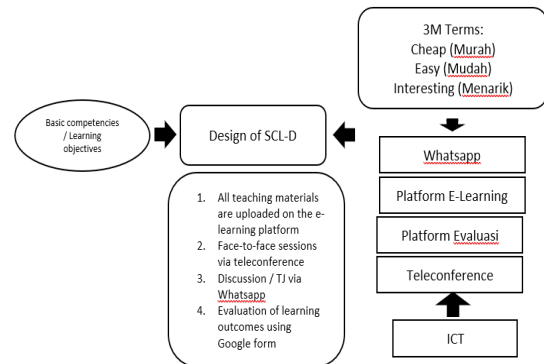 3M Terms:
Cheap (Murah)
Easy (Mudah)
Interesting (Menarik)
Basic competencies
/ Learning
objectives
Design of SCL-D
Whatsapp
Platform E-Learning
Platform Evaluasi
Teleconference
ICT
1. All teaching materials
are uploaded on the e-
learning platform
2. Face-to-face sessions
via teleconference
3. Discussion / TJ via
Whatsapp
4. Evaluation of learning
outcomes using
Google form